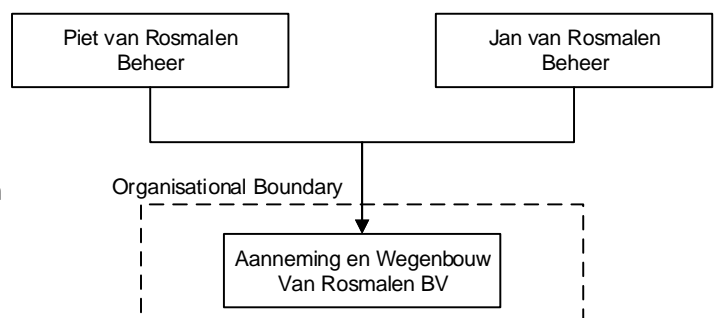 Piet van Rosmalen
Beheer
Jan van Rosmalen
Beheer
Organisational Boundary
Aanneming en Wegenbouw
Van Rosmalen BV